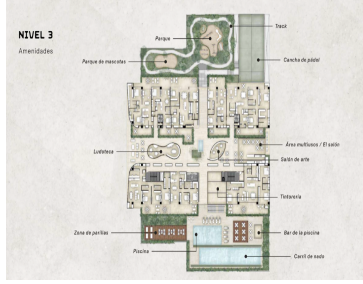 NIVEL 3
Amenidades
Track
Parque
Parque de mascotas
Cancha de pádel
Ludoteca
Área multiusos / El salón
Salón de arte
Tintorería
Zona de parrillas
Bar de la piscina
Piscina
Carril de nado